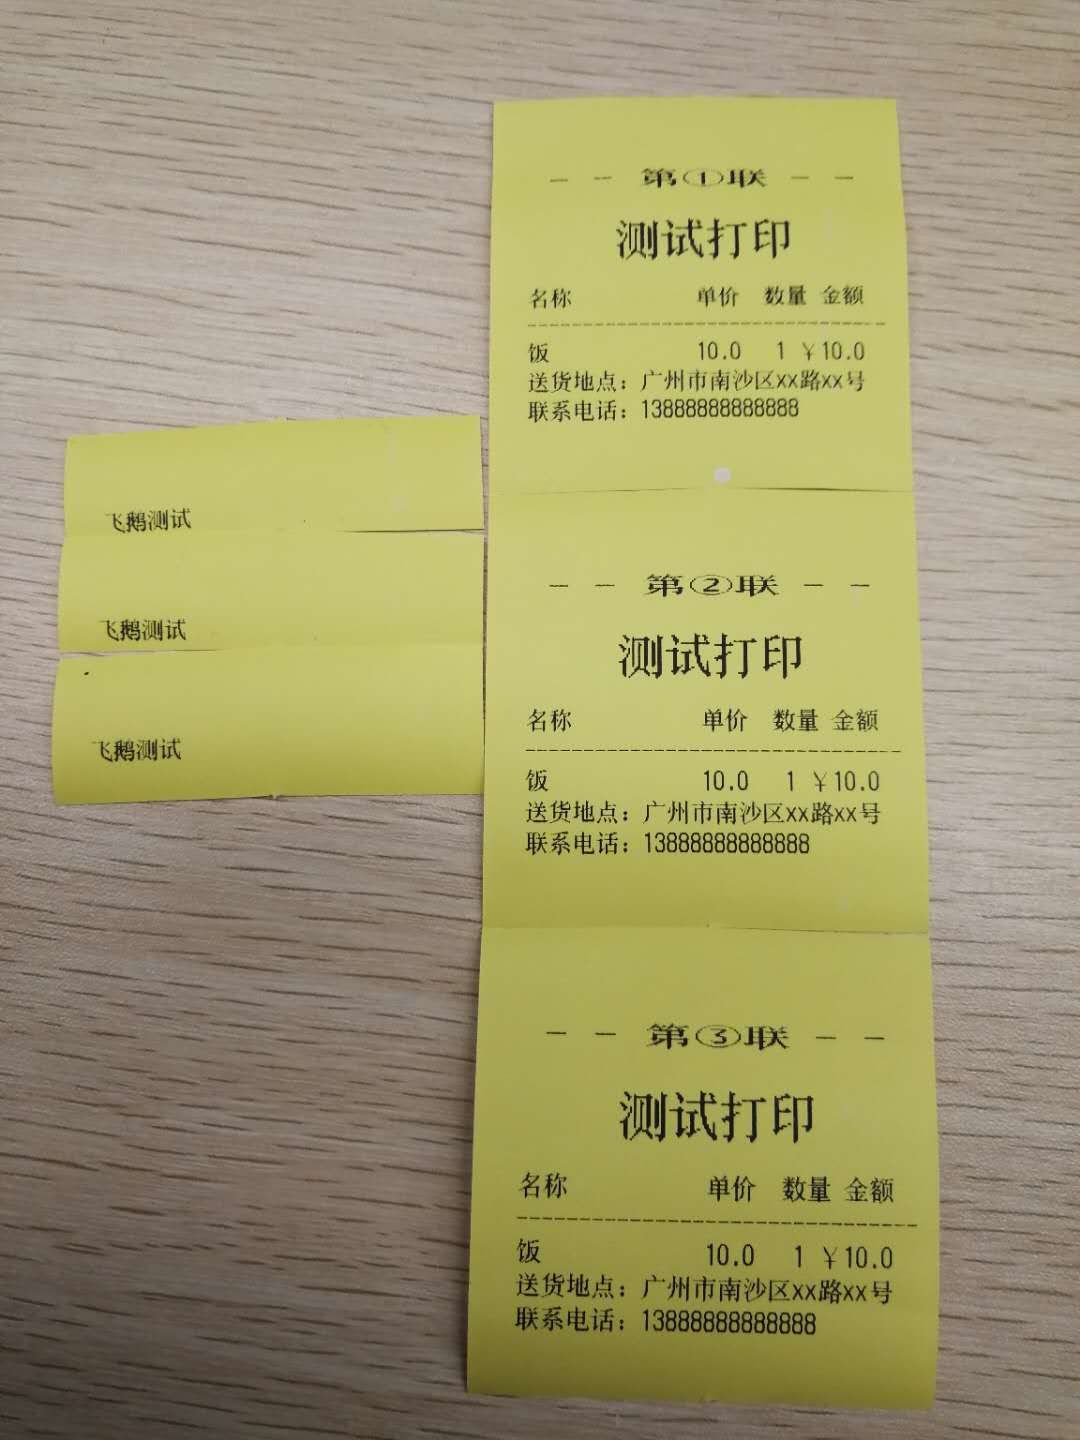 飞鹅测试
飞鹅测试
飞鹅测试
-- 第①联 --
测试打印
名称 单价 数量 金额
--------------------------------
饭 10.0 1 ¥10.0
送货地点：广州市南沙区xx路xx号
联系电话：13888888888888
-- 第②联 --
测试打印
名称 单价 数量 金额
--------------------------------
饭 10.0 1 ¥10.0
送货地点：广州市南沙区xx路xx号
联系电话：13888888888888
-- 第③联 --
测试打印
名称 单价 数量 金额
--------------------------------
饭 10.0 1 ¥10.0
送货地点：广州市南沙区xx路xx号
联系电话：13888888888888